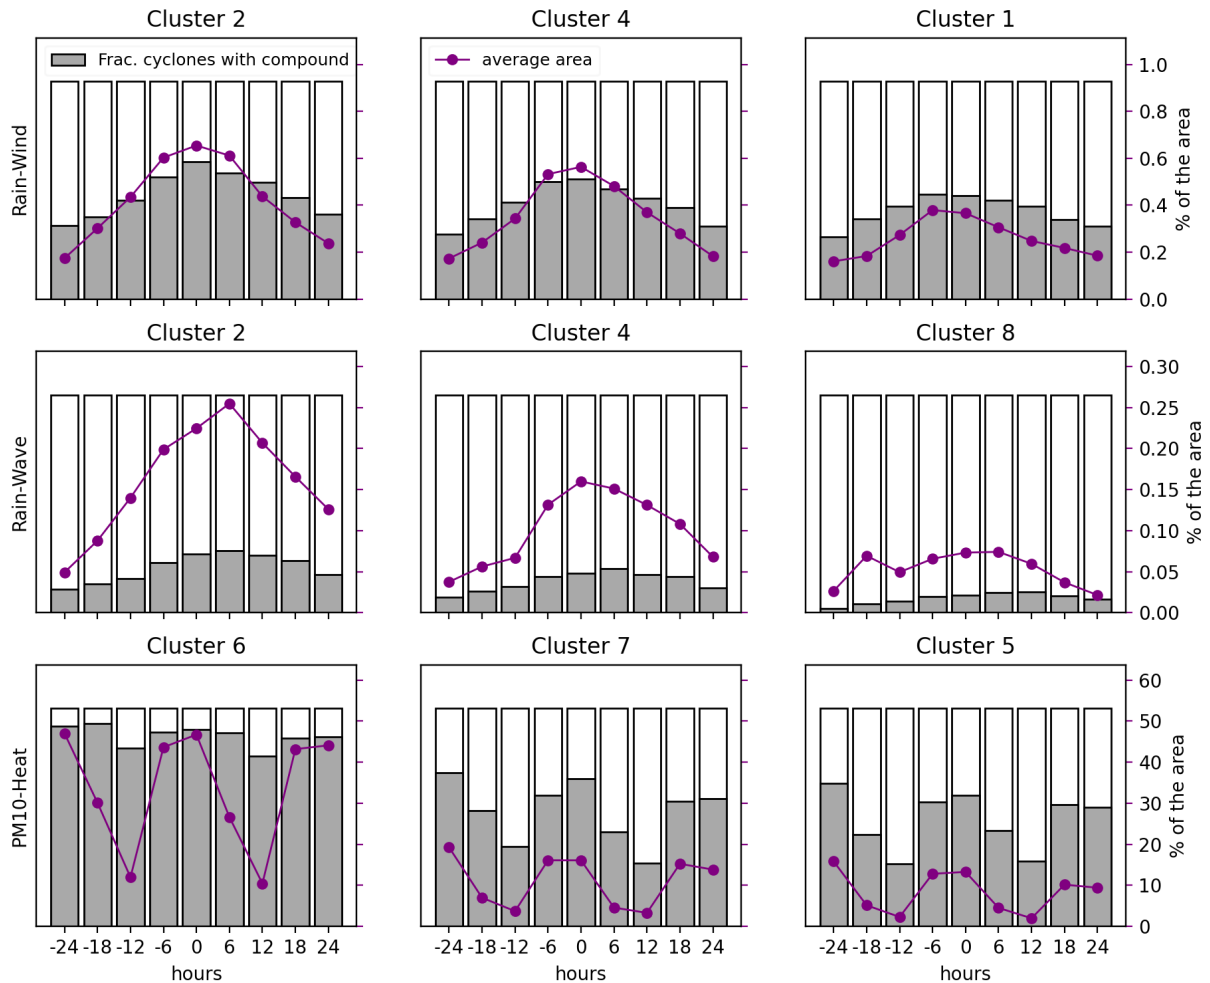 Cluster 2
Cluster 4
Cluster 1
Frac. cyclones with compound
average area
Rain-Wind
1.0
0.8
0.6
0.4
0.2
0.0
% of the area
Cluster 2
Cluster 4
Cluster 8
Rain-Wave
0.30
0.25
0.20
0.15
0.10
0.05
0.00
% of the area
Cluster 6
Cluster 7
Cluster 5
PM10-Heat
60
50
40
30
20
10
0
% of the area
-24 -18 -12 -6 0 6 12 18 24
-24 -18 -12 -6 0 6 12 18 24
-24 -18 -12 -6 0 6 12 18 24
hours
hours
hours